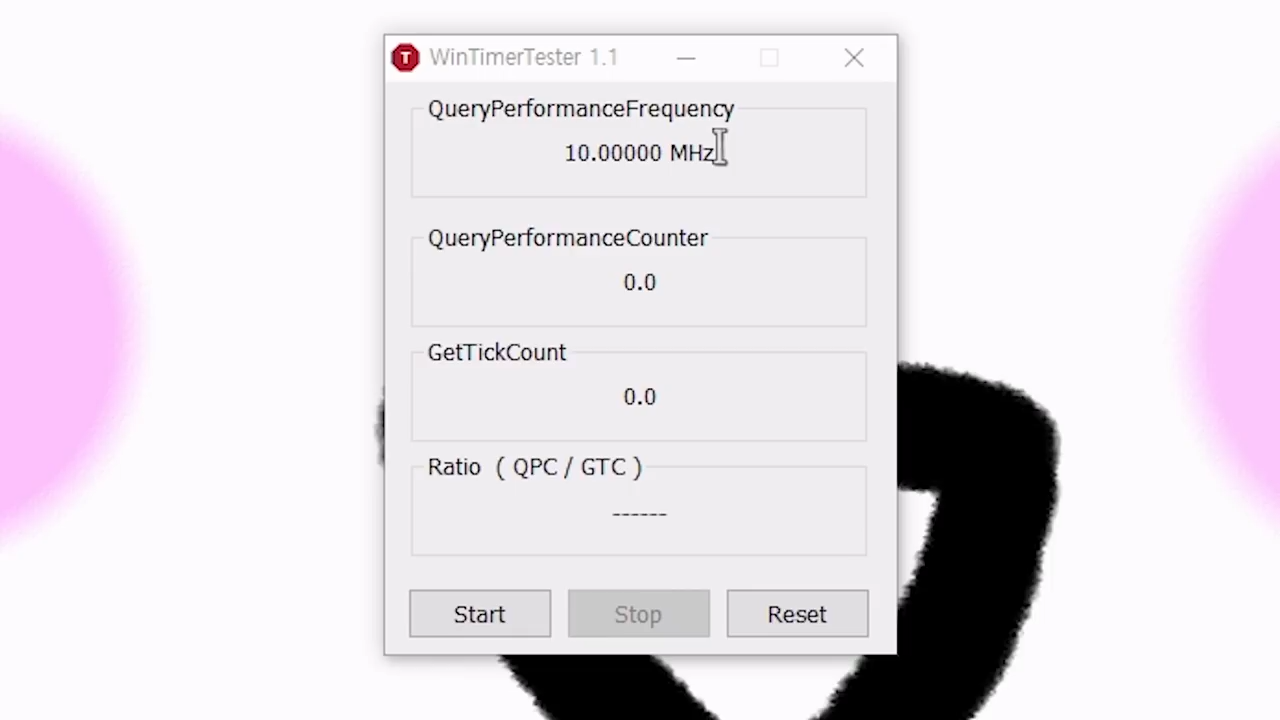 T
WinTimerTester 1.1
QueryPerformanceFrequency
10.00000 MHz
QueryPerformanceCounter
0.0
GetTickCount
0.0
Ratio ( QPC / GTC )
------
Start
Stop
Reset